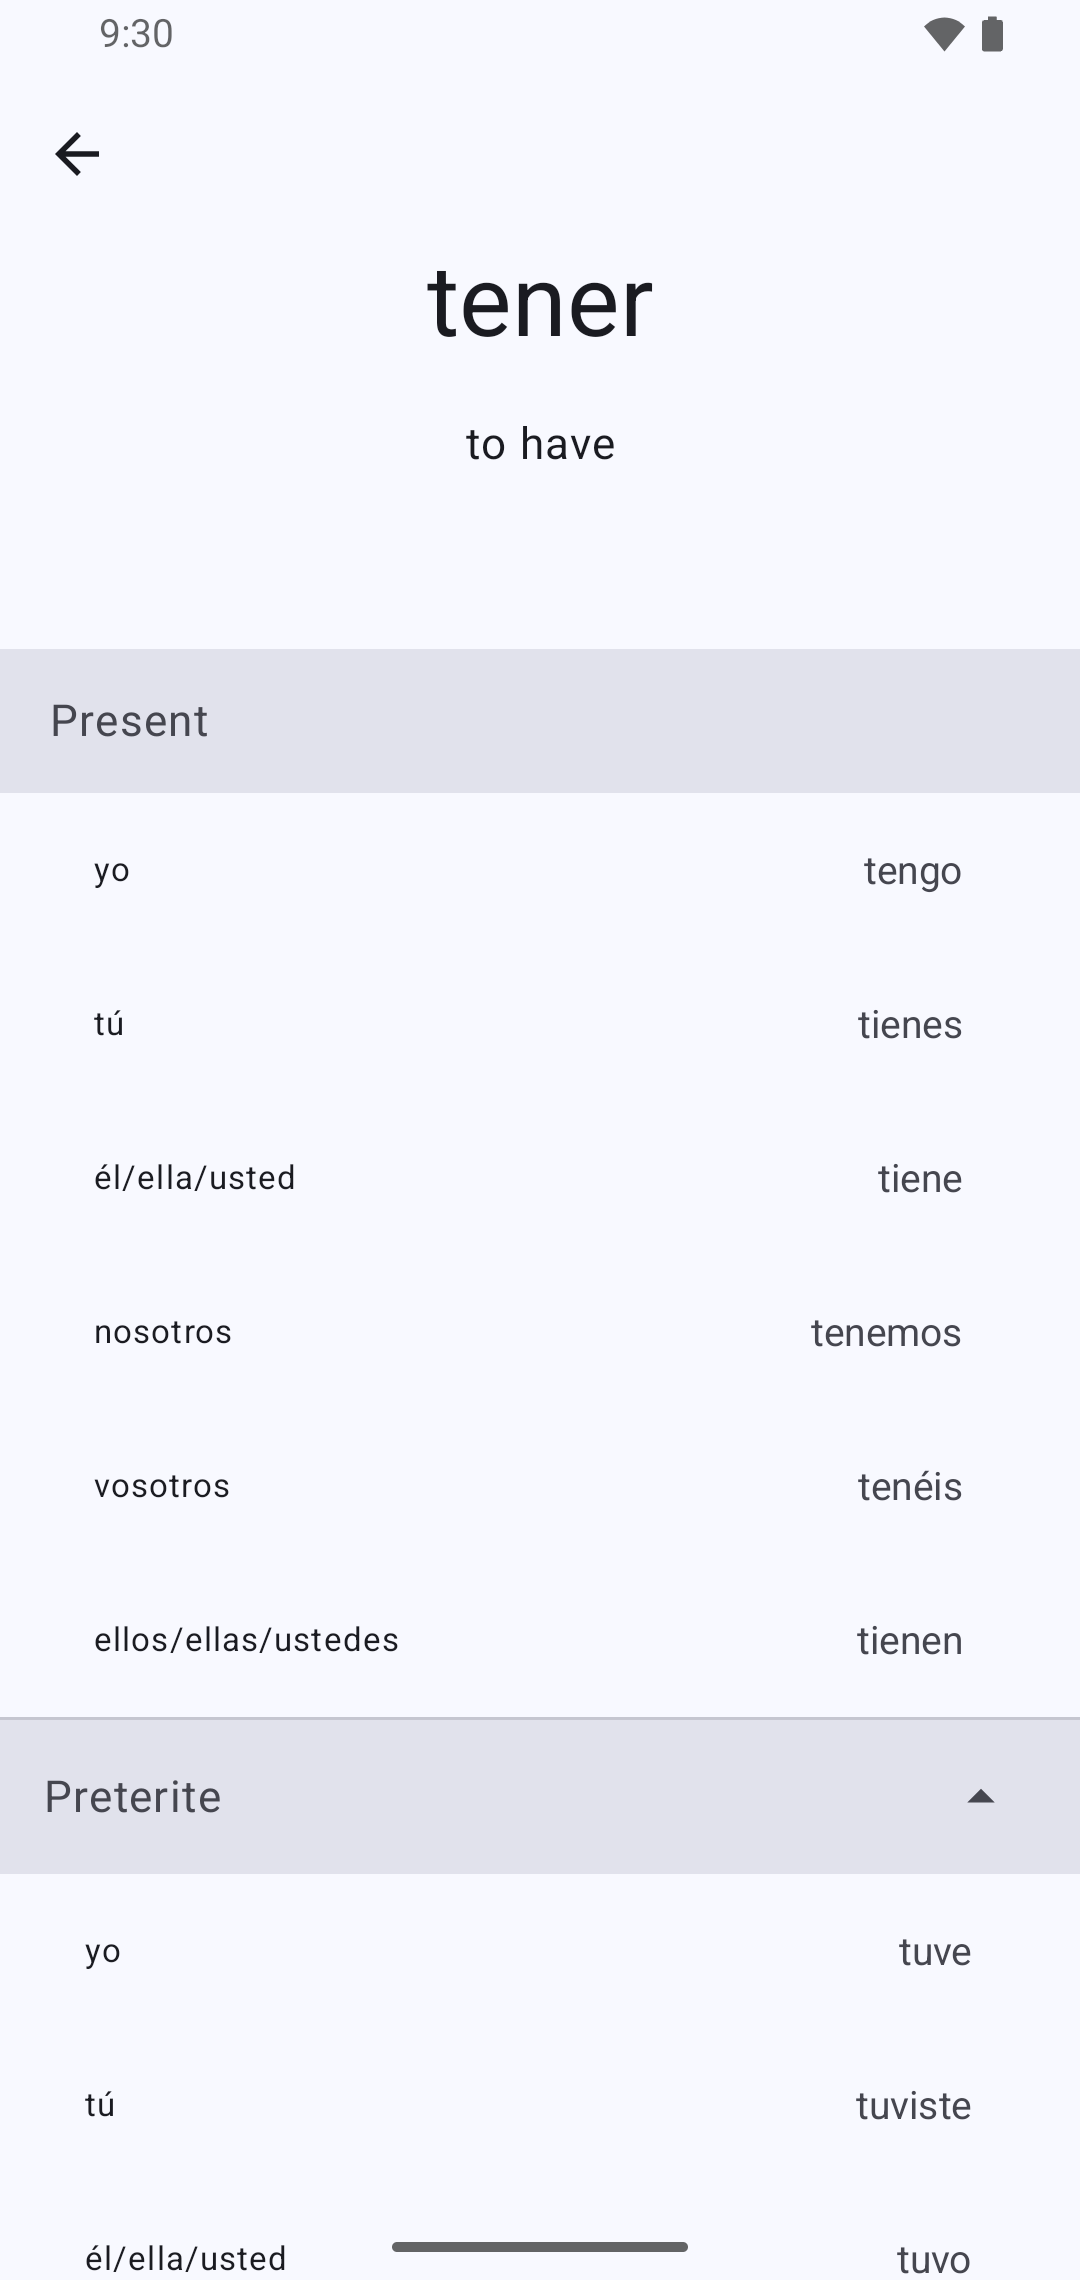 9:30
tener
to have
Present
yo tengo
tú tienes
él/ella/usted tiene
nosotros tenemos
vosotros tenéis
ellos/ellas/ustedes tienen
Preterite
yo tuve
tú tuviste
él/ella/usted tuvo